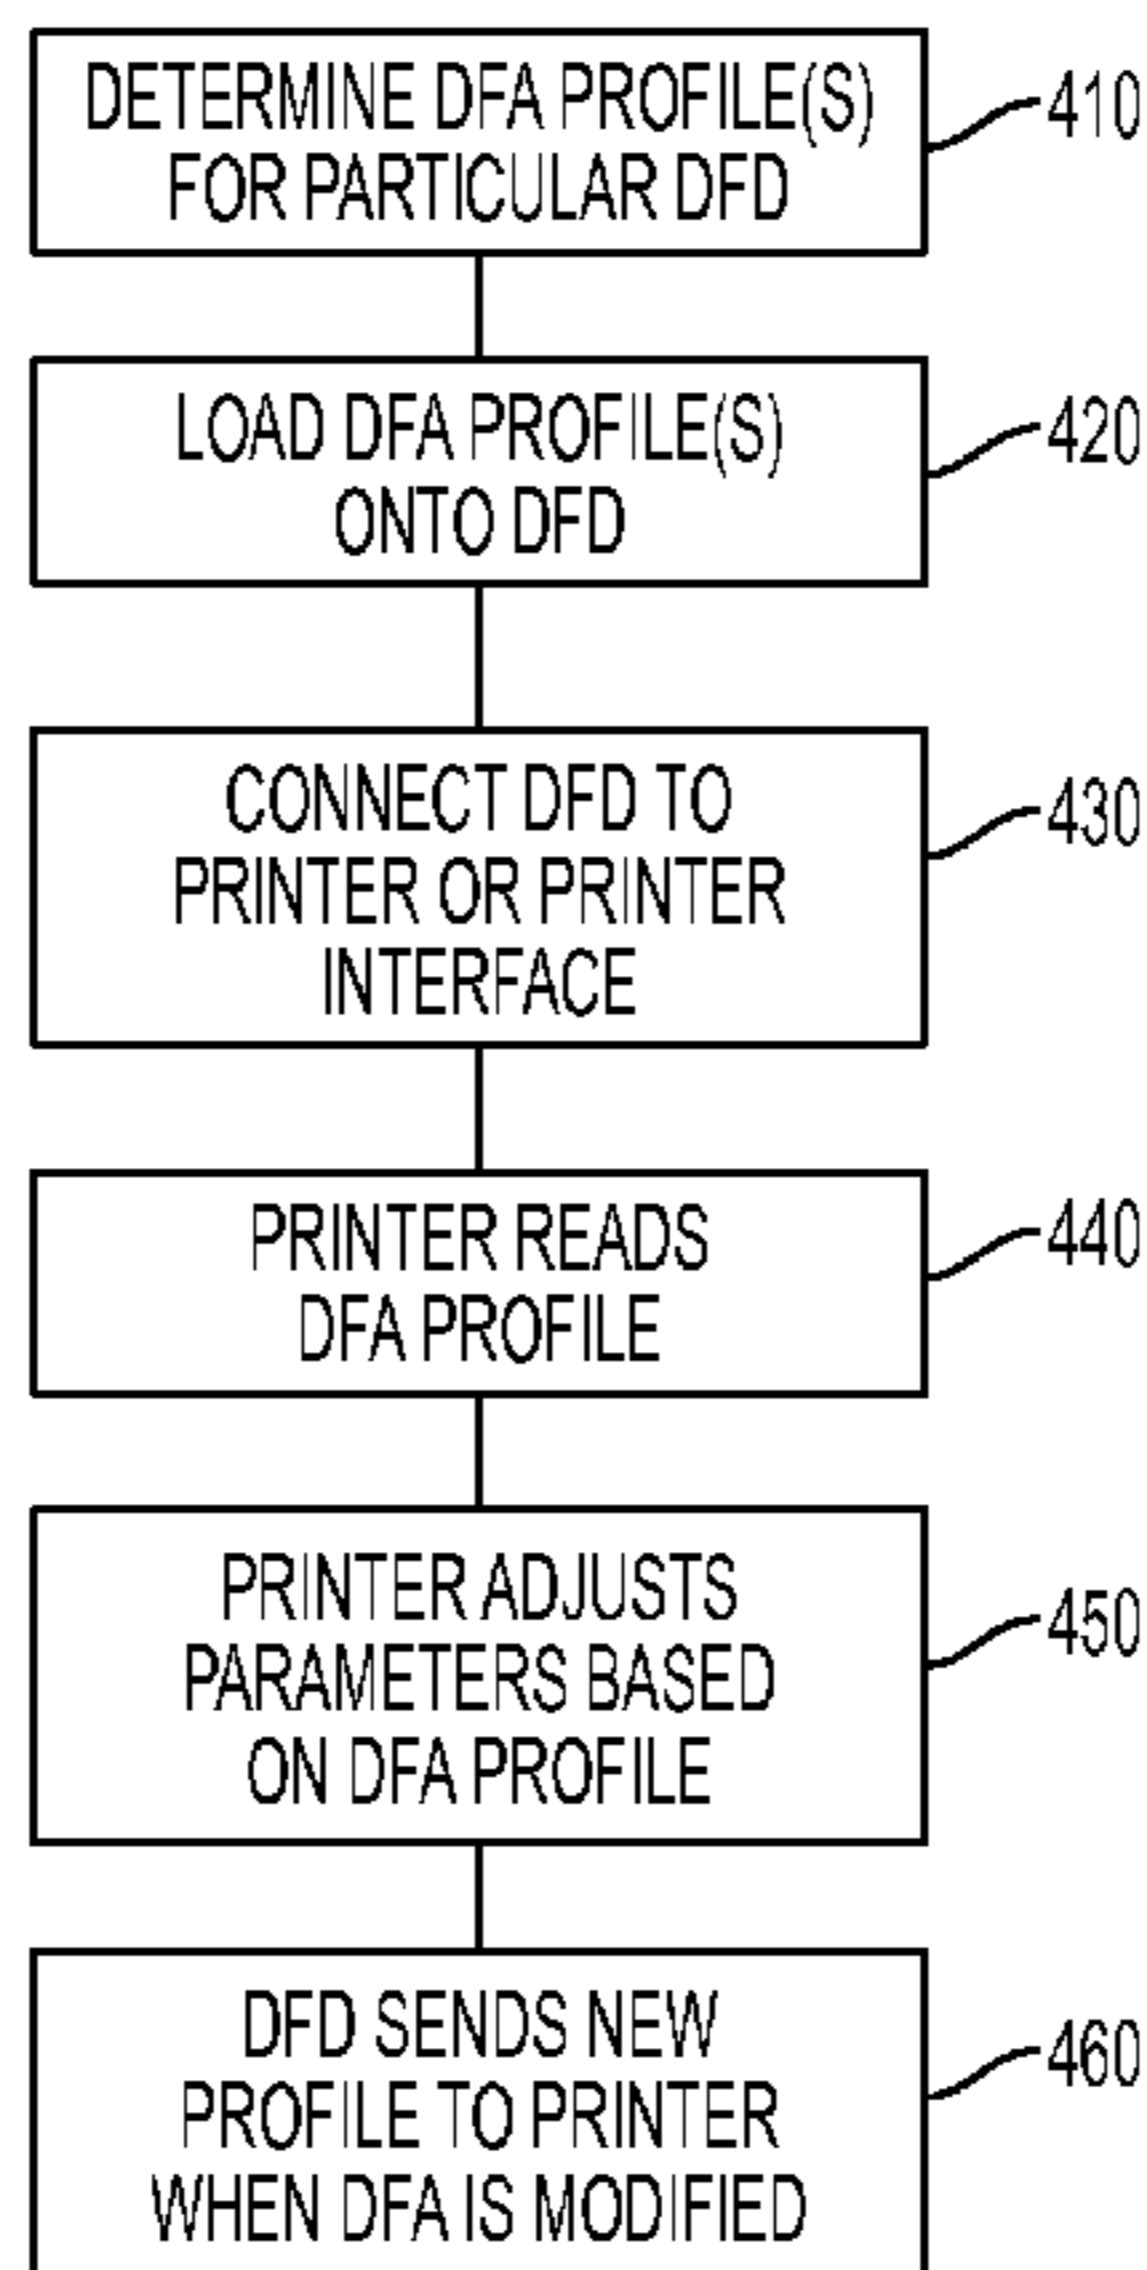 DETERMINE DFA PROFILE(S)
FOR PARTICULAR DFD
410
LOAD DFA PROFILE(S)
ONTO DFD
420
CONNECT DFD TO
PRINTER OR PRINTER
INTERFACE
430
PRINTER READS
DFA PROFILE
440
PRINTER ADJUSTS
PARAMETERS BASED
ON DFA PROFILE
450
DFD SENDS NEW
PROFILE TO PRINTER
WHEN DFA IS MODIFIED
460